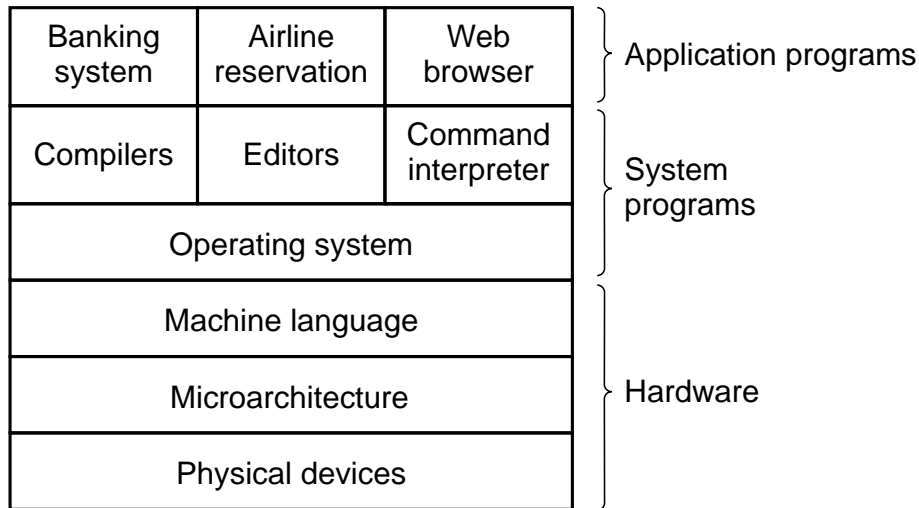 Banking
system
Airline
reservation
Web
browser
Application programs
Compilers
Editors
Command
interpreter
System
programs
Operating system
Machine language
Microarchitecture
Hardware
Physical devices